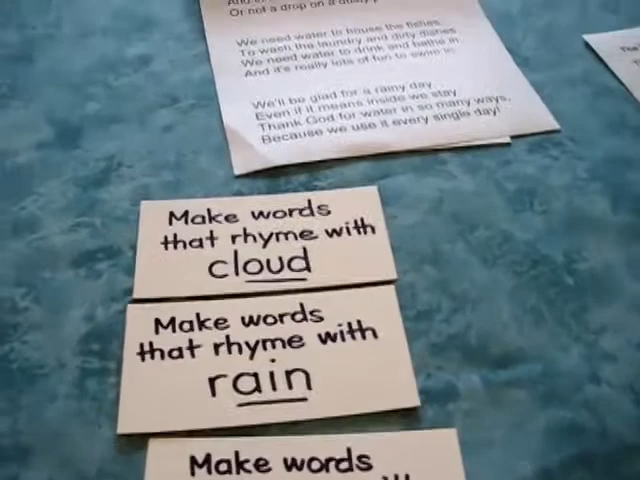 Or not a drop on a dusty
We need water to house the fishes
To wash the laundry and dirty dishes
We need water to drink and bathe in
And it's really lots of fun to swim in.
We'll be glad for a rainy day
Even if it means inside we stay
Thank God for water in so many ways,
Because we use it every single day!
Make words
that rhyme with
cloud
Make words
that rhyme with
rain
Make words